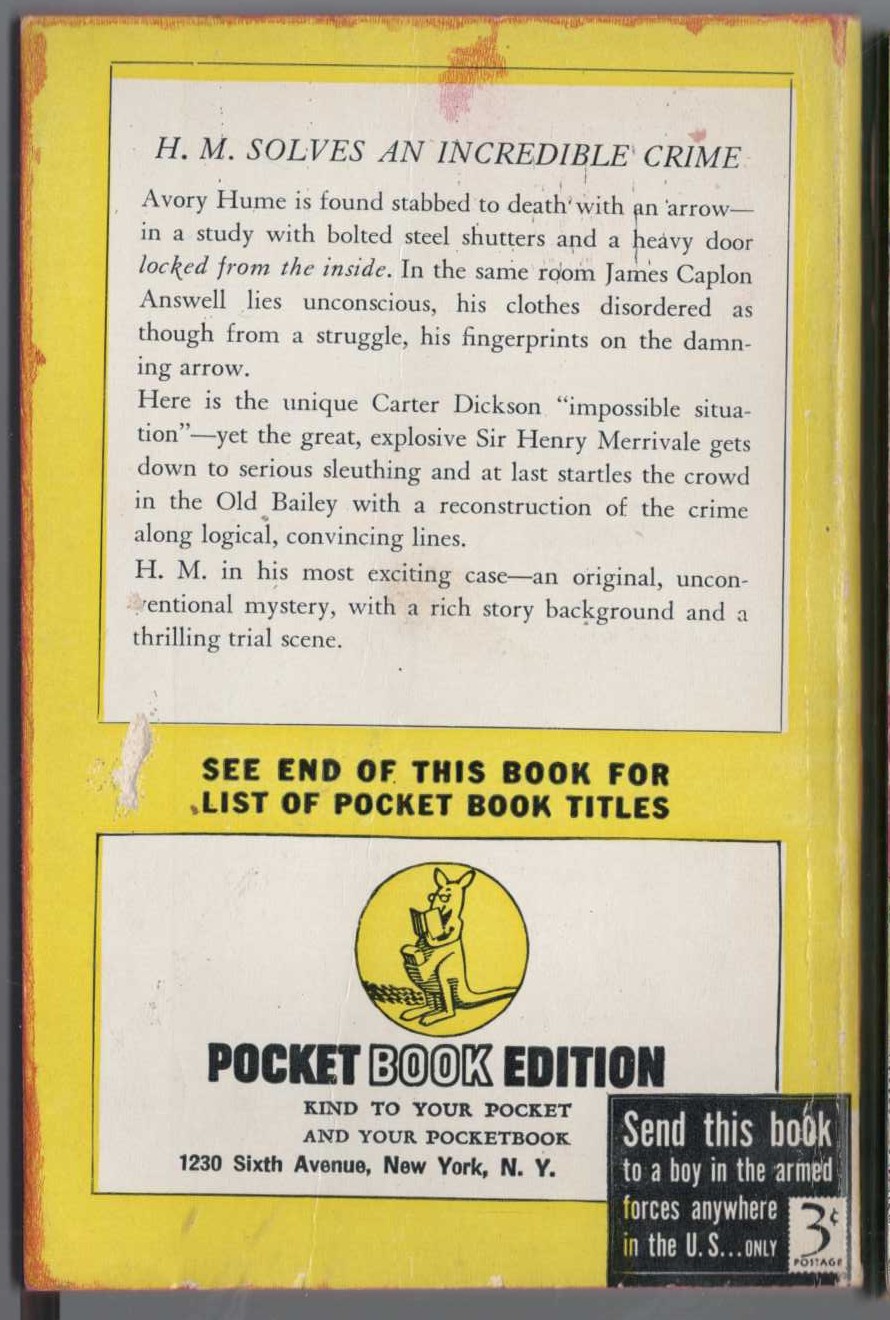 H. M. SOLVES AN INCREDIBLE CRIME
Avory Hume is found stabbed to death with an arrow—
in a study with bolted steel shutters and a heavy door
locked from the inside. In the same room James Caplon
Answell lies unconscious, his clothes disordered as
though from a struggle, his fingerprints on the damn-
ing arrow.
Here is the unique Carter Dickson “impossible situa-
tion”—yet the great, explosive Sir Henry Merrivale gets
down to serious sleuthing and at last startles the crowd
in the Old Bailey with a reconstruction of the crime
along logical, convincing lines.
H. M. in his most exciting case—an original, uncon-
ventional mystery, with a rich story background and a
thrilling trial scene.
SEE END OF THIS BOOK FOR
LIST OF POCKET BOOK TITLES
POCKET BOOK EDITION
KIND TO YOUR POCKET
AND YOUR POCKETBOOK
1230 Sixth Avenue, New York, N. Y.
Send this book
to a boy in the armed
forces anywhere
in the U. S...ONLY
3¢
POSTAGE